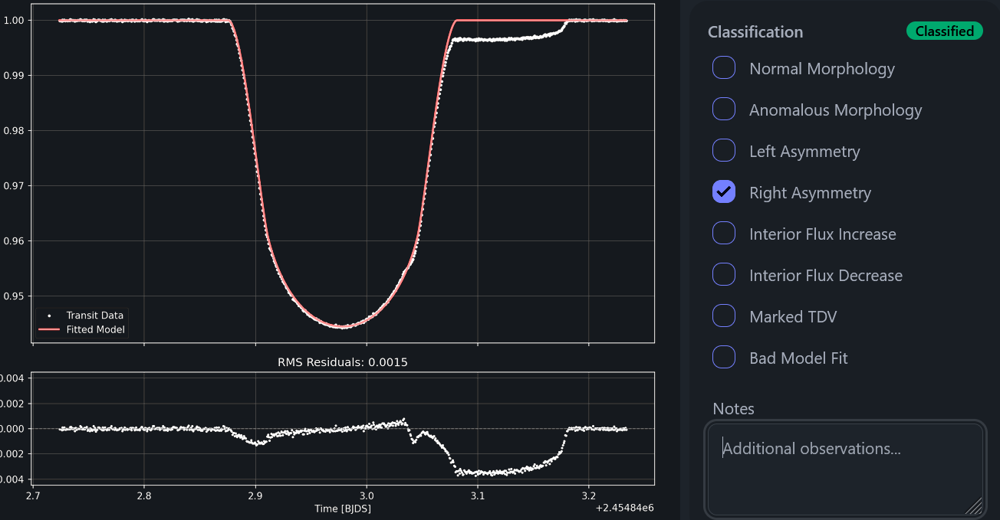 1.00
0.99
0.98
0.97
0.96
0.95
Transit Data
Fitted Model
RMS Residuals: 0.0015
0.004
0.002
0.000
0.002
0.004
2.7 2.8 2.9 3.0 3.1 3.2
Time [BJDS]
+2.45484e6
Classification
Classified
Normal Morphology
Anomalous Morphology
Left Asymmetry
Right Asymmetry
Interior Flux Increase
Interior Flux Decrease
Marked TDV
Bad Model Fit
Notes
Additional observations...